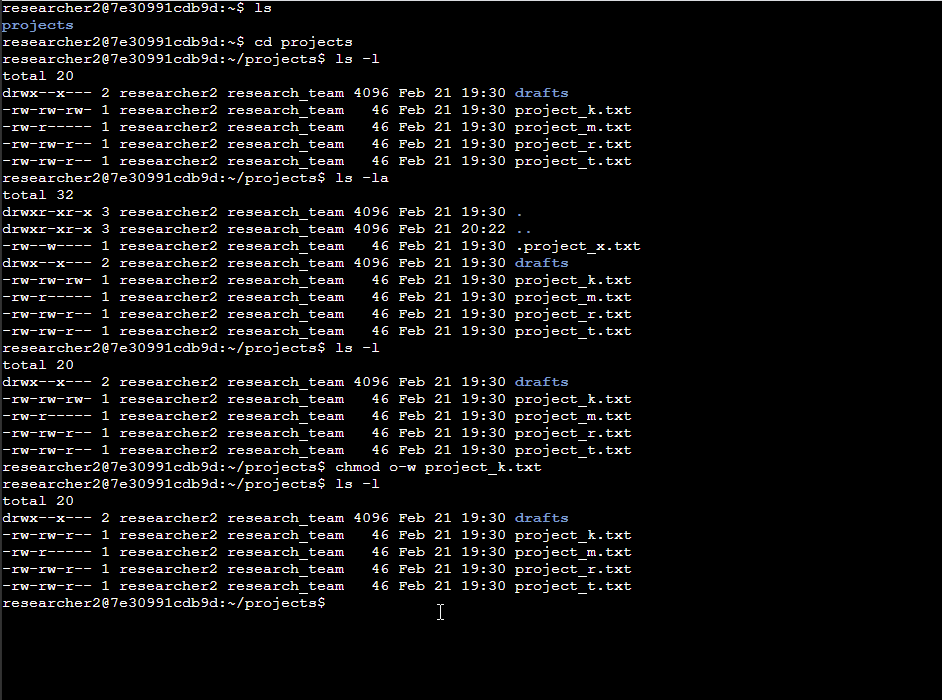 researcher2@7e30991cdb9d:~$ ls
projects
researcher2@7e30991cdb9d:~$ cd projects
researcher2@7e30991cdb9d:~/projects$ ls -l
total 20
drwx--x--- 2 researcher2 research_team 4096 Feb 21 19:30 drafts
-rw-rw-rw- 1 researcher2 research_team   46 Feb 21 19:30 project_k.txt
-rw-r----- 1 researcher2 research_team   46 Feb 21 19:30 project_m.txt
-rw-rw-r-- 1 researcher2 research_team   46 Feb 21 19:30 project_r.txt
-rw-rw-r-- 1 researcher2 research_team   46 Feb 21 19:30 project_t.txt
researcher2@7e30991cdb9d:~/projects$ ls -la
total 32
drwxr-xr-x 3 researcher2 research_team 4096 Feb 21 19:30 .
drwxr-xr-x 3 researcher2 research_team 4096 Feb 21 20:22 ..
-rw--w---- 1 researcher2 research_team   46 Feb 21 19:30 .project_x.txt
drwx--x--- 2 researcher2 research_team 4096 Feb 21 19:30 drafts
-rw-rw-rw- 1 researcher2 research_team   46 Feb 21 19:30 project_k.txt
-rw-r----- 1 researcher2 research_team   46 Feb 21 19:30 project_m.txt
-rw-rw-r-- 1 researcher2 research_team   46 Feb 21 19:30 project_r.txt
-rw-rw-r-- 1 researcher2 research_team   46 Feb 21 19:30 project_t.txt
researcher2@7e30991cdb9d:~/projects$ ls -l
total 20
drwx--x--- 2 researcher2 research_team 4096 Feb 21 19:30 drafts
-rw-rw-rw- 1 researcher2 research_team   46 Feb 21 19:30 project_k.txt
-rw-r----- 1 researcher2 research_team   46 Feb 21 19:30 project_m.txt
-rw-rw-r-- 1 researcher2 research_team   46 Feb 21 19:30 project_r.txt
-rw-rw-r-- 1 researcher2 research_team   46 Feb 21 19:30 project_t.txt
researcher2@7e30991cdb9d:~/projects$ chmod o-w project_k.txt
researcher2@7e30991cdb9d:~/projects$ ls -l
total 20
drwx--x--- 2 researcher2 research_team 4096 Feb 21 19:30 drafts
-rw-rw-r-- 1 researcher2 research_team   46 Feb 21 19:30 project_k.txt
-rw-r----- 1 researcher2 research_team   46 Feb 21 19:30 project_m.txt
-rw-rw-r-- 1 researcher2 research_team   46 Feb 21 19:30 project_r.txt
-rw-rw-r-- 1 researcher2 research_team   46 Feb 21 19:30 project_t.txt
researcher2@7e30991cdb9d:~/projects$